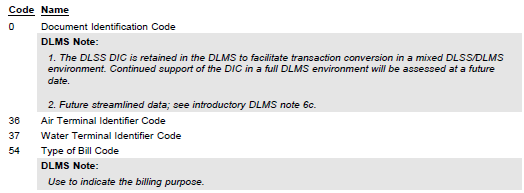 Code Name
0 Document Identification Code
DLMS Note:
1. The DLSS DIC is retained in the DLMS to facilitate transaction conversion in a mixed DLSS/DLMS
environment. Continued support of the DIC in a full DLMS environment will be assessed at a future
date.
2. Future streamlined data; see introductory DLMS note 6c.
36 Air Terminal Identifier Code
37 Water Terminal Identifier Code
54 Type of Bill Code
DLMS Note:
Use to indicate the billing purpose.